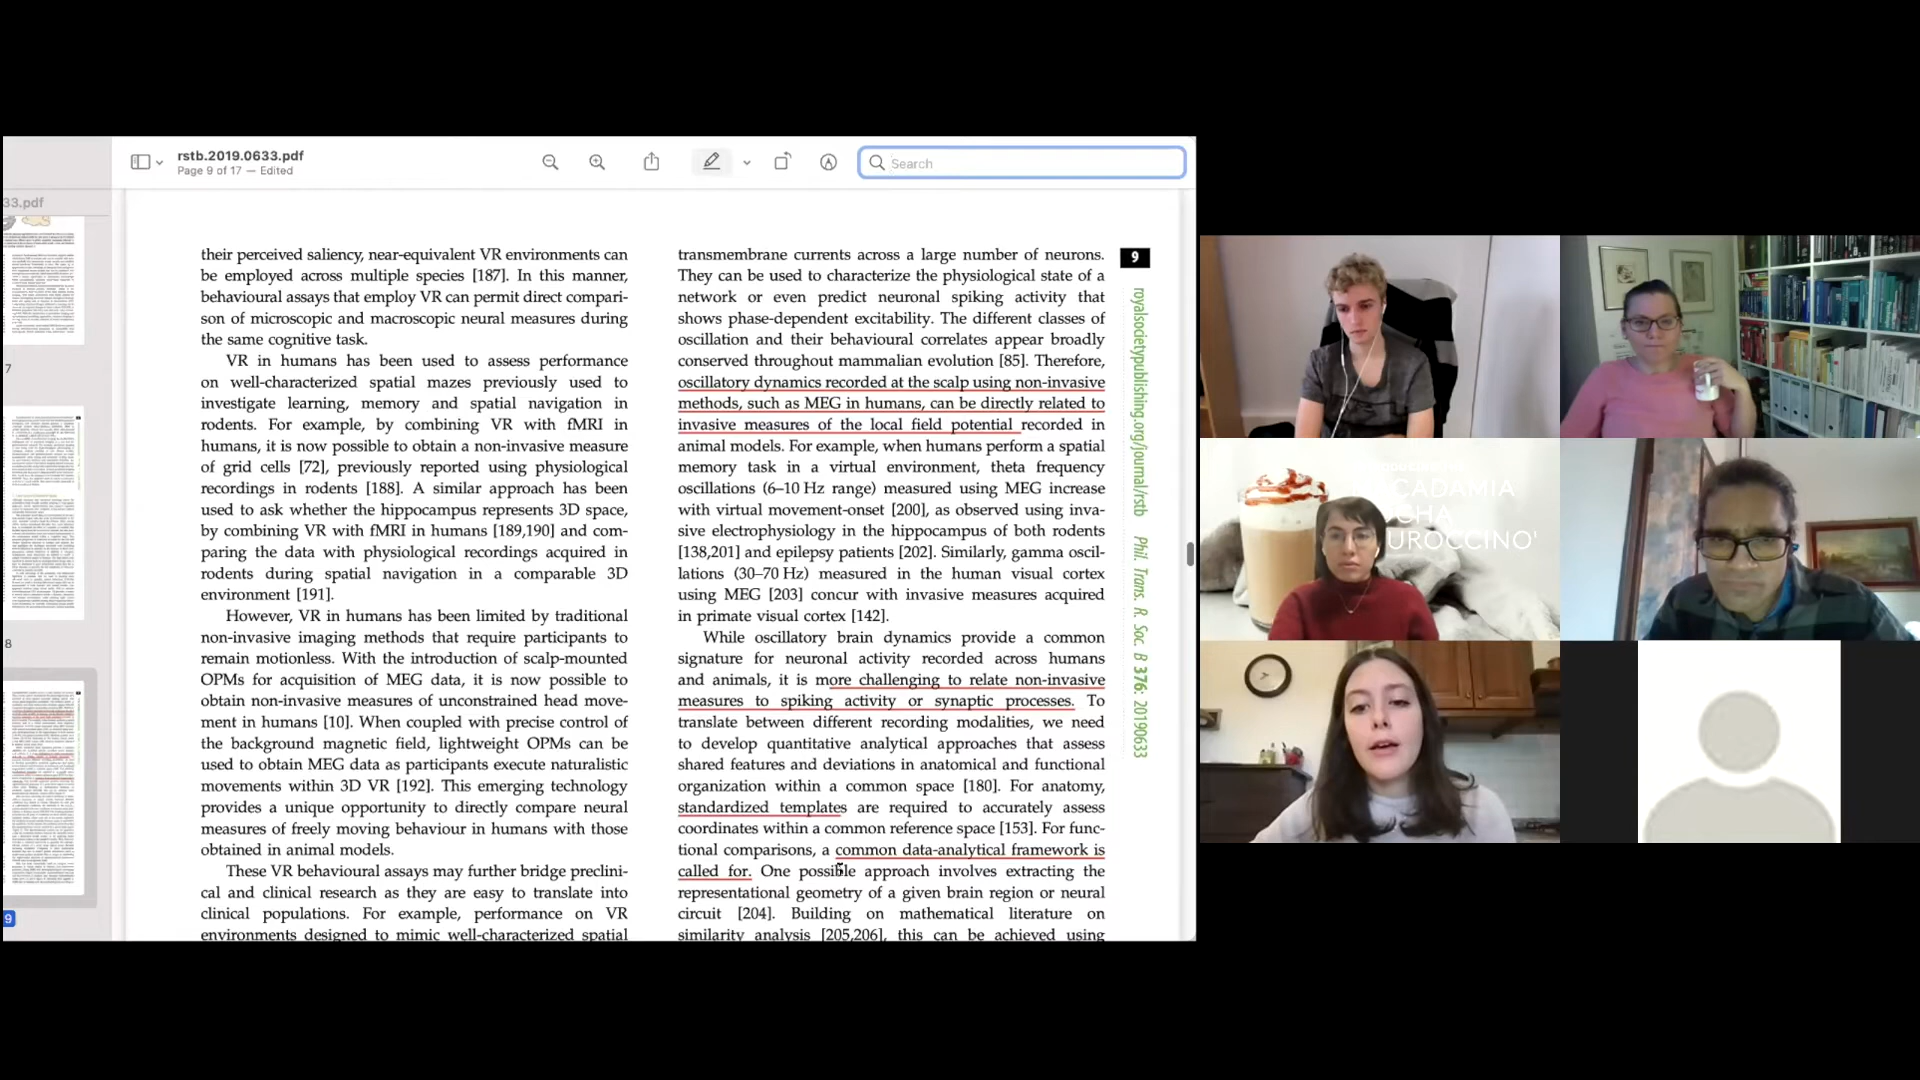 rstb.2019.0633.pdf
Page 9 of 17 — Edited
Search
33.pdf
7
8
9
their perceived saliency, near-equivalent VR environments can
be employed across multiple species [187]. In this manner,
behavioural assays that employ VR can permit direct compari-
son of microscopic and macroscopic brain measures during
the same cognitive task.
VR in humans has been used to assess performance
on well-characterized spatial mazes previously used to
investigate learning, memory and spatial navigation in
rodents. For example, by combining VR with fMRI in
humans, it is now possible to obtain a non-invasive measure
of grid cells [72], previously reported using physiological
recordings in rodents [188]. A similar approach has been
used to ask whether the hippocampus represents 3D space,
by combining VR with fMRI in humans [189,190] and com-
paring the data with physiological recordings acquired in
rodents during spatial navigation in a comparable 3D
environment [191].
However, VR in humans has been limited by traditional
non-invasive imaging methods that require participants to
remain motionless. With the introduction of scalp-mounted
OPMs for acquisition of MEG data, it is now possible to
obtain non-invasive measures of unconstrained head move-
ment in humans [10]. When coupled with precise control of
the background magnetic field, lightweight OPMs can be
used to obtain MEG data as participants execute naturalistic
movements within 3D VR [192]. This emerging technology
provides a unique opportunity to directly compare neural
measures of freely moving behaviour in humans with those
obtained in animal models.
These VR behavioural assays may further bridge preclini-
cal and clinical research as they are easy to translate into
clinical populations. For example, performance on VR
environments designed to mimic well-characterized spatial
transmembrane currents across a large number of neurons.
They can be used to characterize the physiological state of a
network or even predict neuronal spiking activity that
shows phase-dependent excitability. The different classes of
oscillation and their behavioural correlates appear broadly
conserved throughout mammalian evolution [85]. Therefore,
oscillatory dynamics recorded at the scalp using non-invasive
methods, such as MEG in humans, can be directly related to
invasive measures of the local field potential recorded in
animal models. For example, when humans perform a spatial
memory task in a virtual environment, theta frequency
oscillations (6–10 Hz range) measured using MEG increase
with virtual movement-onset [200], as observed using inva-
sive electrophysiology in the hippocampus of both rodents
[138,201] and epilepsy patients [202]. Similarly, gamma oscil-
lations (30–70 Hz) measured in the human visual cortex
using MEG [203] concur with invasive measures acquired
in primate visual cortex [142].
While oscillatory brain dynamics provide a common
signature for neuronal activity recorded across humans
and animals, it is more challenging to relate non-invasive
measures to spiking activity or synaptic processes. To
translate between different recording modalities, we need
to develop quantitative analytical approaches that assess
shared features and deviations in anatomical and functional
organization within a common space [180]. For anatomy,
standardized templates are required to accurately assess
coordinates within a common reference space [153]. For func-
tional comparisons, a common data-analytical framework is
called for. One possible approach involves extracting the
representational geometry of a given brain region or neural
circuit [204]. Building on mathematical literature on
similarity analysis [205,206], this can be achieved using
9
royalsocietypublishing.org/journal/rstb Phil. Trans. R. Soc. B 376: 20190633
CADAMIA
CHA
UROCCINO'